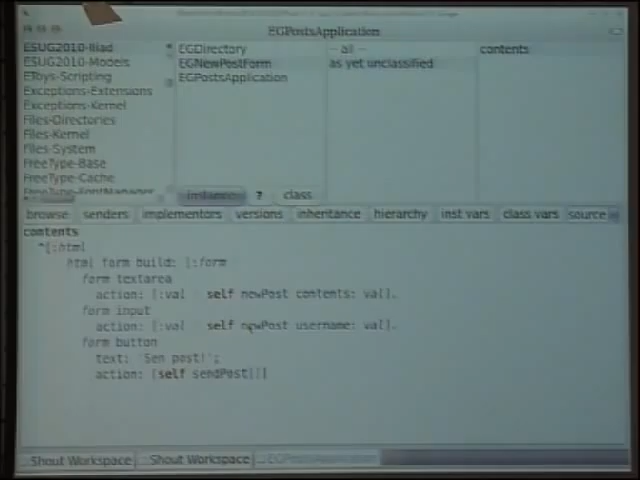 EGPostsApplication
ESUG2010-Iliad
ESUG2010-Models
EToys-Scripting
Exceptions-Extensions
Exceptions-Kernel
Files-Directories
Files-Kernel
Files-System
FreeType-Base
FreeType-Cache
FreeType-FontManager
EGDirectory
EGNewPostForm
EGPostsApplication
-- all --
as yet unclassified
contents
instance ? class
browse senders implementors versions inheritance hierarchy inst vars class vars source
contents
^[:html
html form build: [:form
form textarea
action: [:val | self newPost contents: val].
form input
action: [:val | self newPost username: val].
form button
text: 'Sen post!';
action: [self sendPost]]]
Shout Workspace Shout Workspace EGPostsApplication